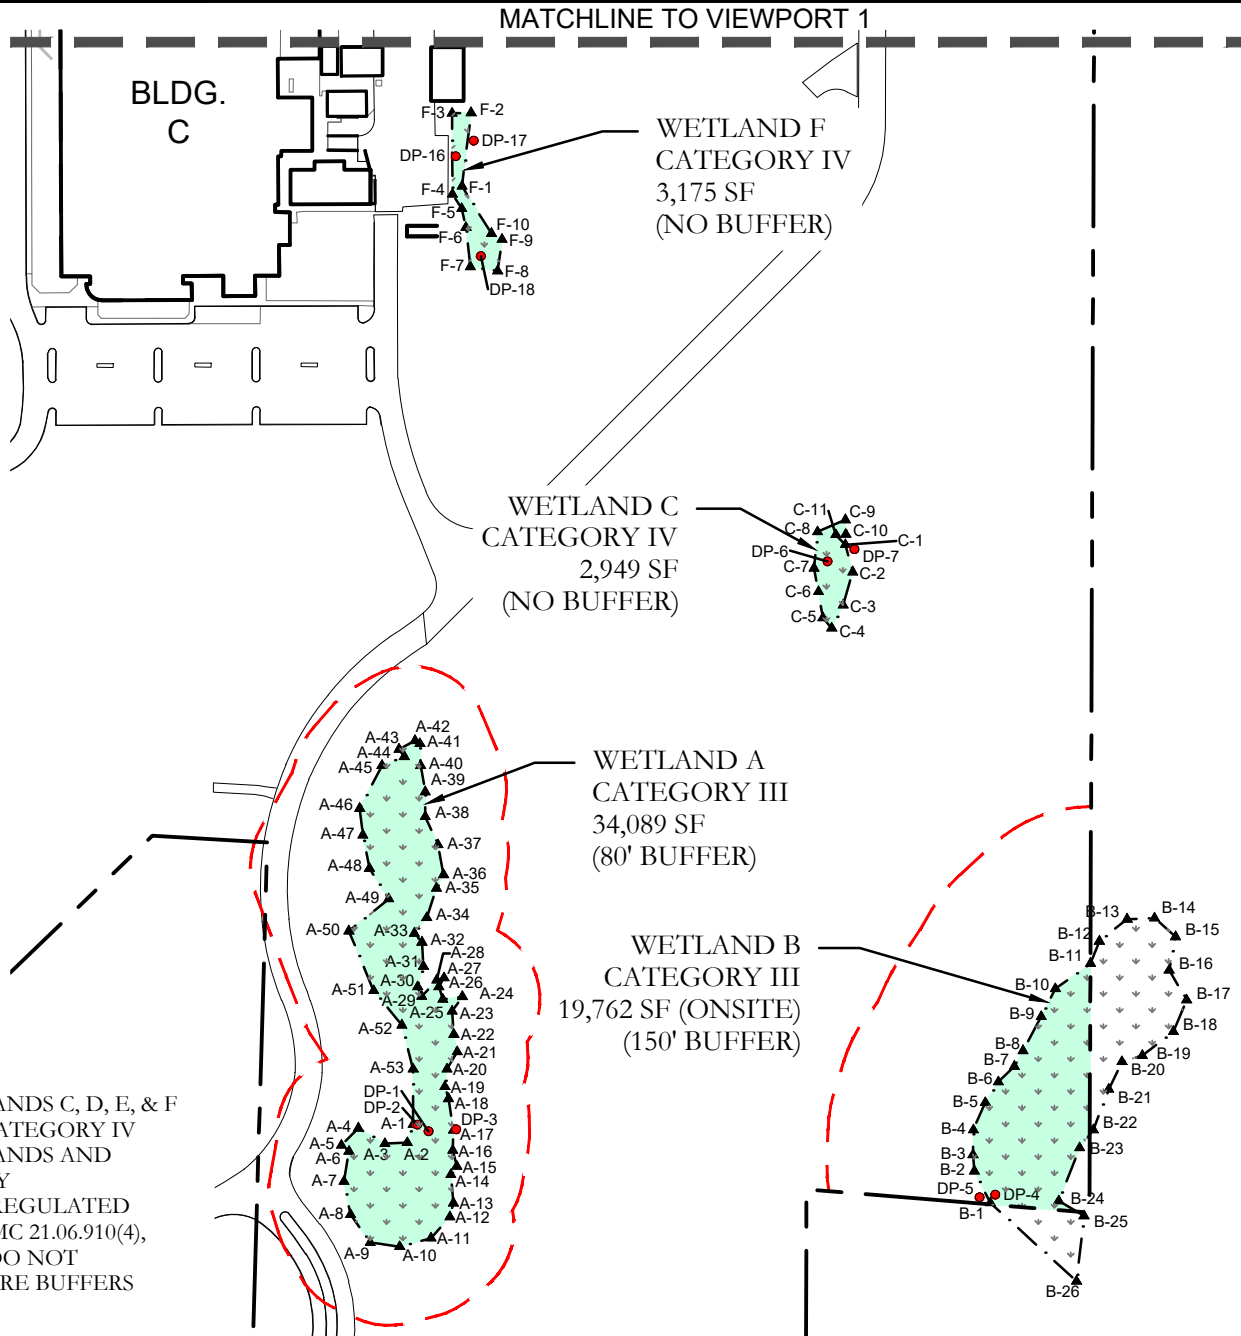 MATCHLINE TO VIEWPORT 1
BLDG.
C
F-3
F-2
DP-17
DP-16
F-4
F-1
F-5
F-6
F-10
F-9
F-7
F-8
DP-18
WETLAND F
CATEGORY IV
3,175 SF
(NO BUFFER)
WETLAND C
CATEGORY IV
2,949 SF
(NO BUFFER)
C-11
C-9
C-8
C-10
C-1
DP-6
DP-7
C-7
C-2
C-6
C-3
C-5
C-4
A-42
A-43
A-41
A-44
A-45
A-40
A-39
A-46
A-38
A-47
A-37
A-48
A-36
A-35
A-49
A-34
A-50
A-33
A-32
A-28
A-31
A-27
A-30
A-26
A-51
A-29
A-24
A-25
A-23
A-52
A-22
A-21
A-53
A-20
A-19
DP-1
A-18
DP-2
A-1
DP-3
A-4
A-17
A-5
A-3
A-2
A-6
A-16
A-15
A-7
A-14
A-13
A-8
A-12
A-11
A-9
A-10
WETLAND A
CATEGORY III
34,089 SF
(80' BUFFER)
WETLAND B
CATEGORY III
19,762 SF (ONSITE)
(150' BUFFER)
B-13
B-14
B-12
B-15
B-11
B-16
B-10
B-17
B-9
B-18
B-8
B-19
B-7
B-20
B-6
B-21
B-5
B-22
B-4
B-23
B-3
B-2
DP-5
DP-4
B-24
B-1
B-25
B-26
ANDS C, D, E, & F
ATEGORY IV
ANDS AND
Y
REGULATED
MC 21.06.910(4),
DO NOT
RE BUFFERS